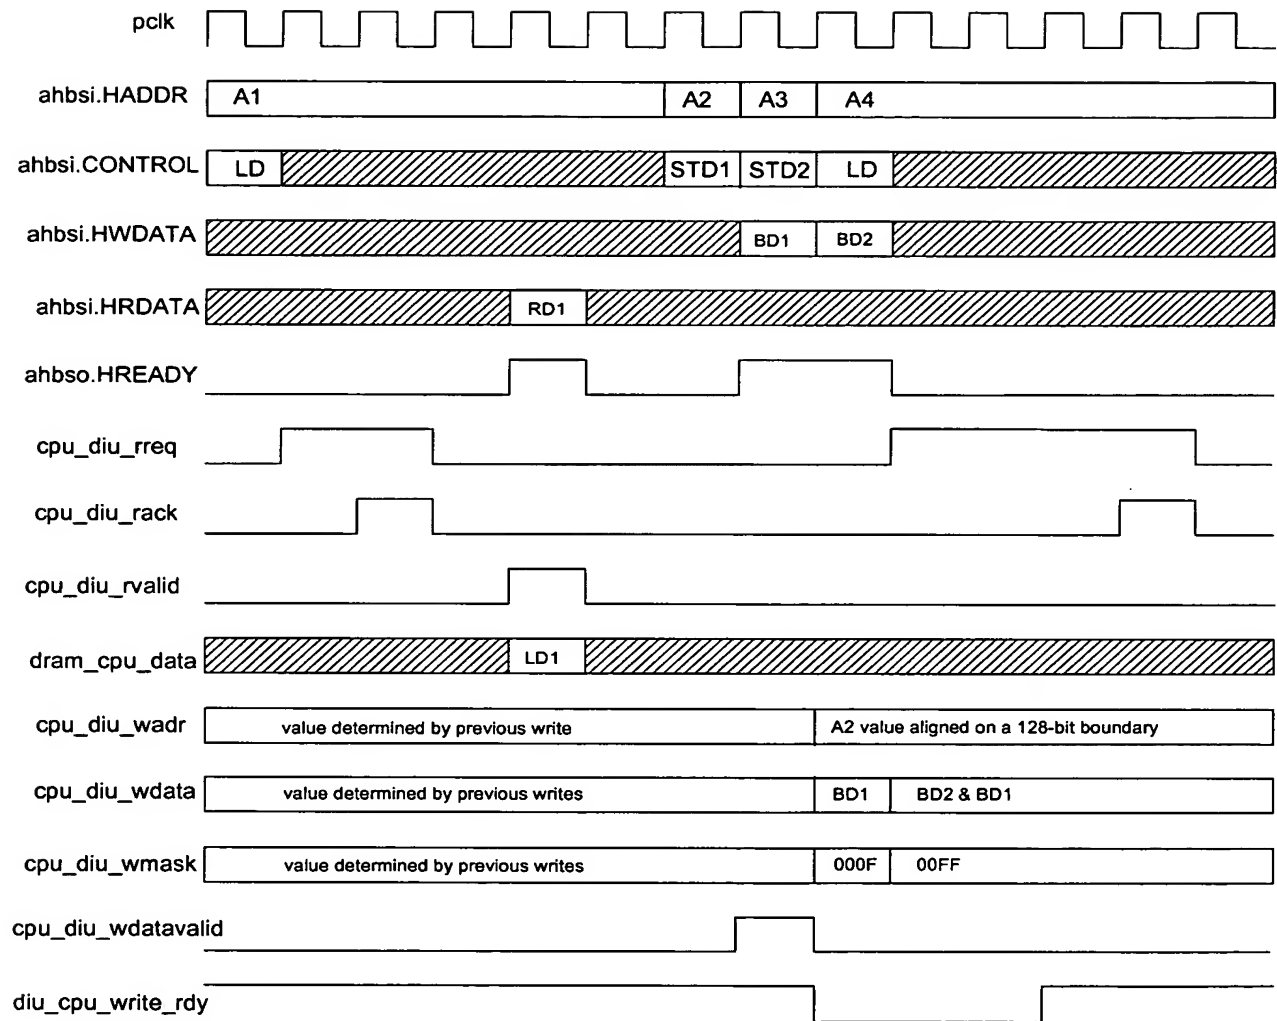 pclk
ahbsi.HADDR A1 A2 A3 A4
ahbsi.CONTROL LD STD1 STD2 LD
ahbsi.HWDATA BD1 BD2
ahbsi.HRDATA RD1
ahbso.HREADY
cpu_diu_rreq
cpu_diu_rack
cpu_diu_rvalid
dram_cpu_data LD1
cpu_diu_wadr value determined by previous write A2 value aligned on a 128-bit boundary
cpu_diu_wdata value determined by previous writes BD1 BD2 & BD1
cpu_diu_wmask value determined by previous writes 000F 00FF
cpu_diu_wdatavalid
diu_cpu_write_rdy